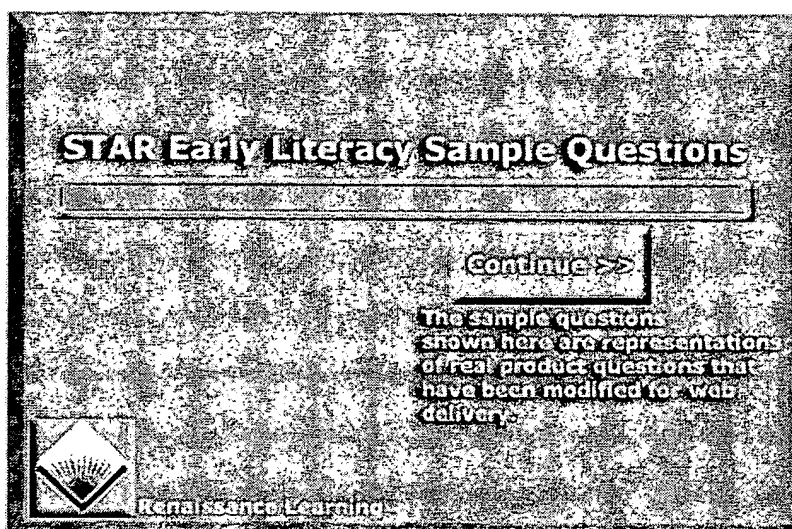 STAR Early Literacy Sample Questions
Continue >>
The sample questions
shown here are representations
of real product questions that
have been modified for web
delivery.
Renaissance Learning